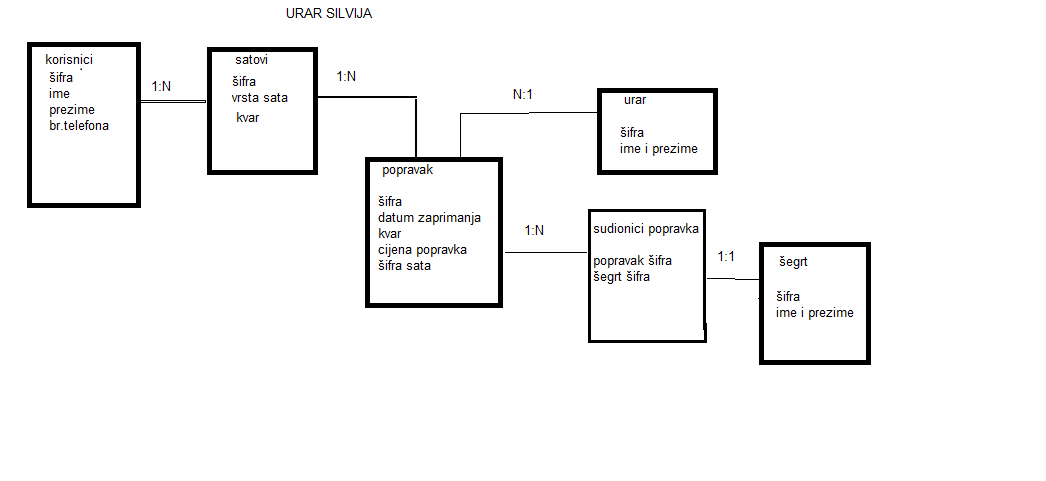 URAR SILVIJA
korisnici
šifra
ime
prezime
br.telefona
1:N
satovi
šifra
vrsta sata
kvar
1:N
popravak
šifra
datum zaprimanja
kvar
cijena popravka
šifra sata
N:1
urar
šifra
ime i prezime
1:N
sudionici popravka
popravak šifra
šegrt šifra
1:1
šegrt
šifra
ime i prezime